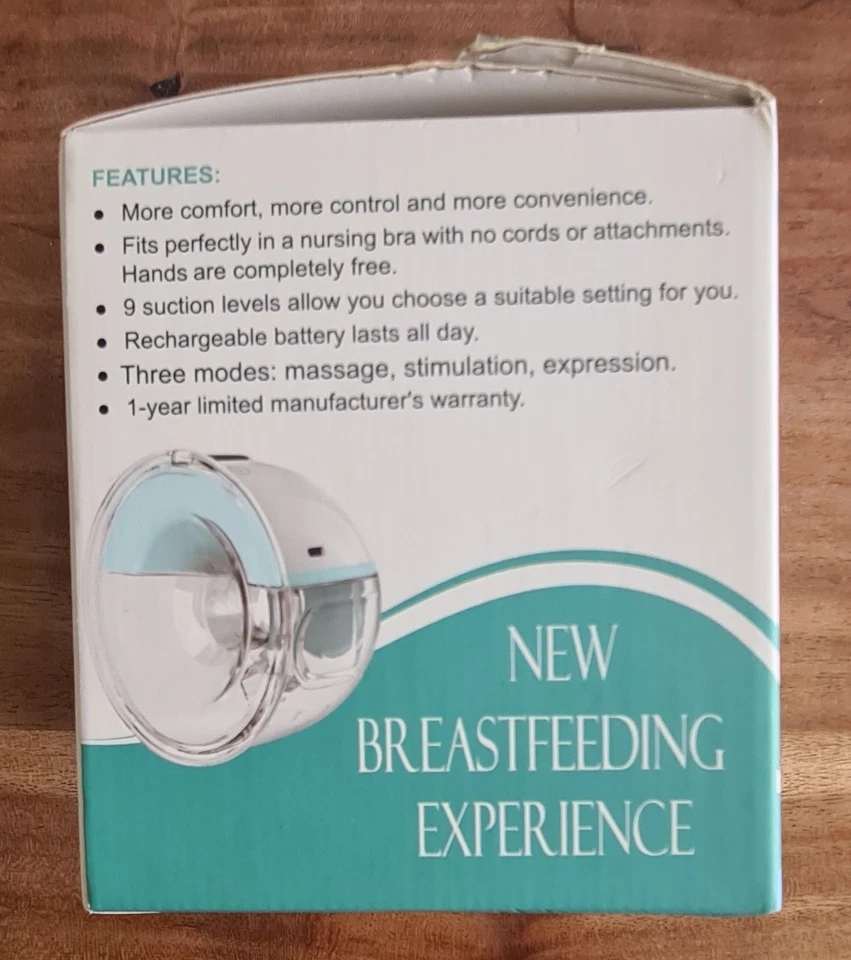 FEATURES:
• More comfort, more control and more convenience.
• Fits perfectly in a nursing bra with no cords or attachments.
Hands are completely free.
• 9 suction levels allow you choose a suitable setting for you.
• Rechargeable battery lasts all day.
• Three modes: massage, stimulation, expression.
• 1-year limited manufacturer's warranty.
NEW
BREASTFEEDING
EXPERIENCE